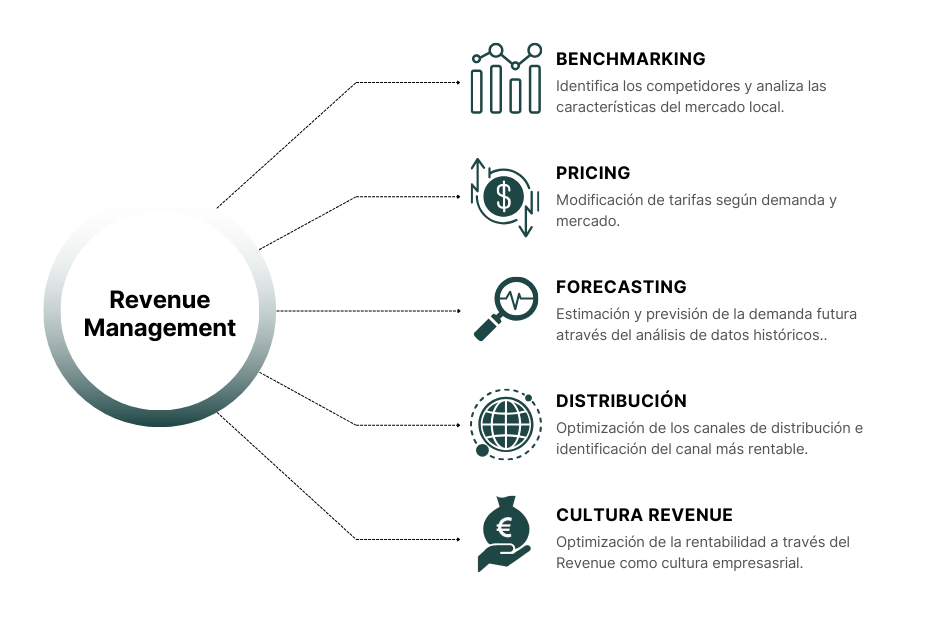 Revenue
Management
BENCHMARKING
Identifica los competidores y analiza las
características del mercado local.
$
PRICING
Modificación de tarifas según demanda y
mercado.
FORECASTING
Estimación y previsión de la demanda futura
através del análisis de datos históricos..
DISTRIBUCIÓN
Optimización de los canales de distribución e
identificación del canal más rentable.
€
CULTURA REVENUE
Optimización de la rentabilidad a través del
Revenue como cultura empresasrial.